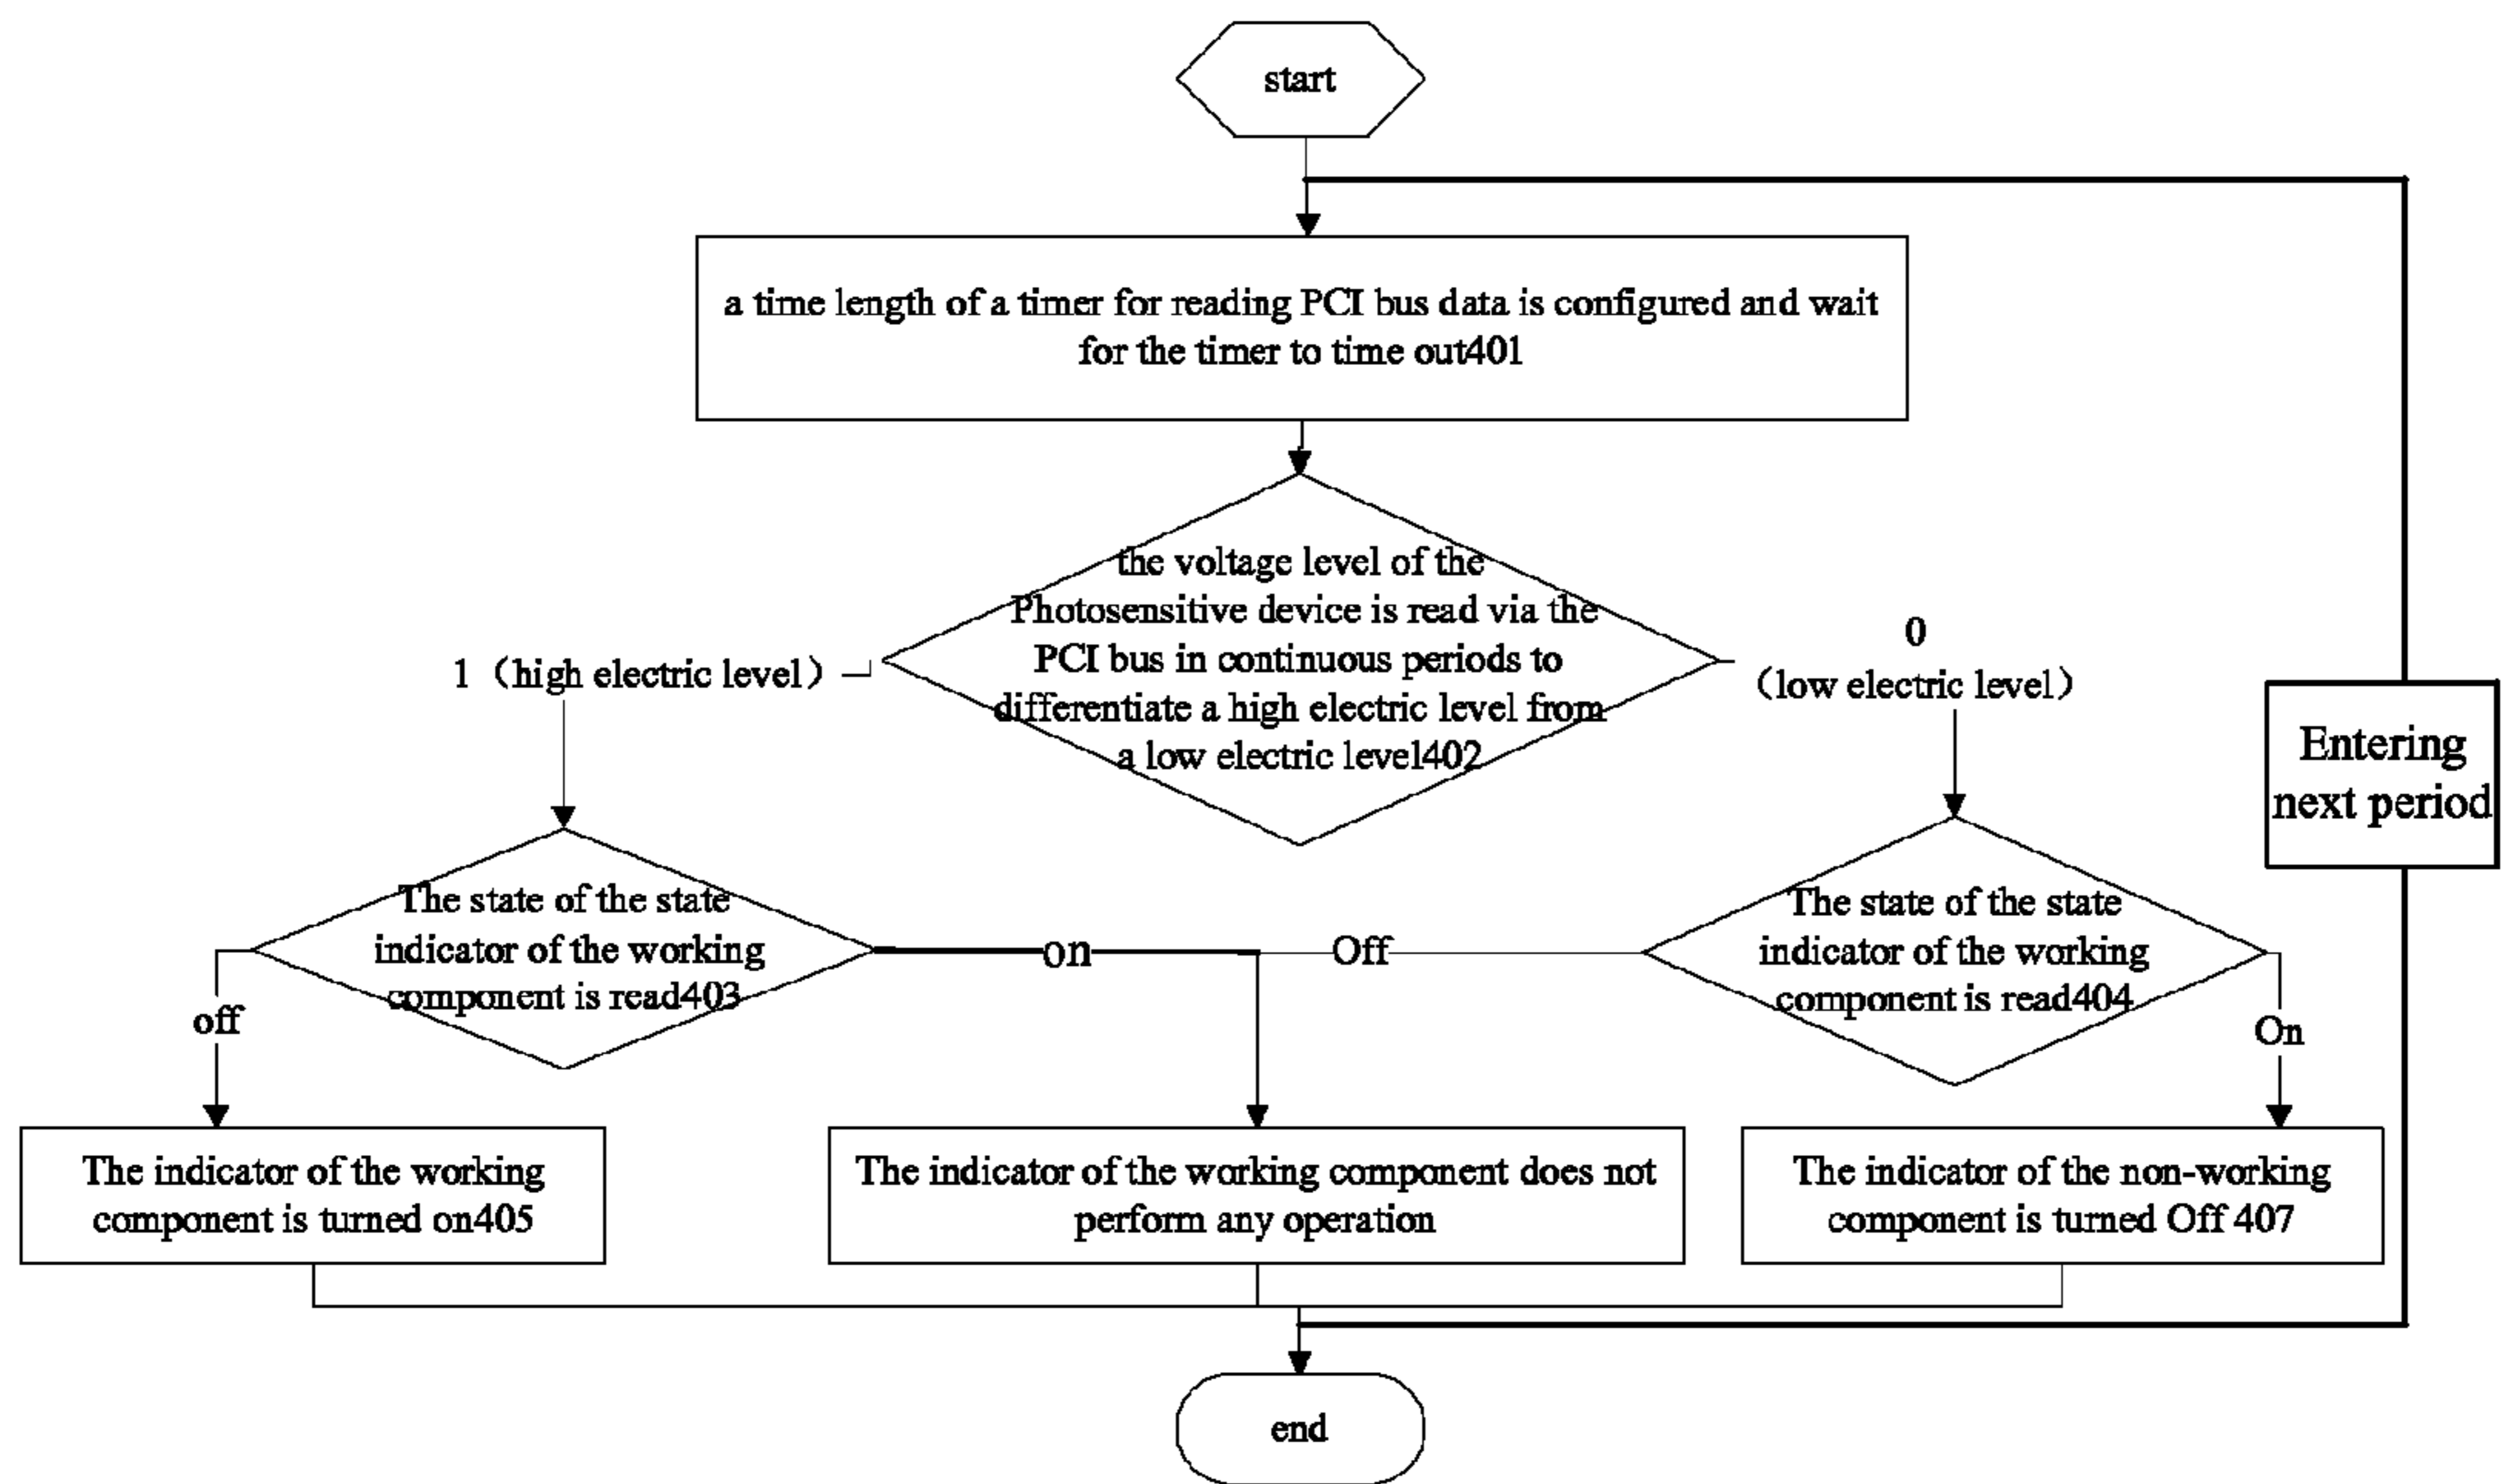 start
a time length of a timer for reading PCI bus data is configured and wait
for the timer to time out401
the voltage level of the
Photosensitive device is read via the
PCI bus in continuous periods to
differentiate a high electric level from
a low electric level402
1（high electric level）
0
（low electric level）
Entering
next period
The state of the state
indicator of the working
component is read403
on
Off
The state of the state
indicator of the working
component is read404
off
On
The indicator of the working
component is turned on405
The indicator of the working component does not
perform any operation
The indicator of the non-working
component is turned Off 407
end